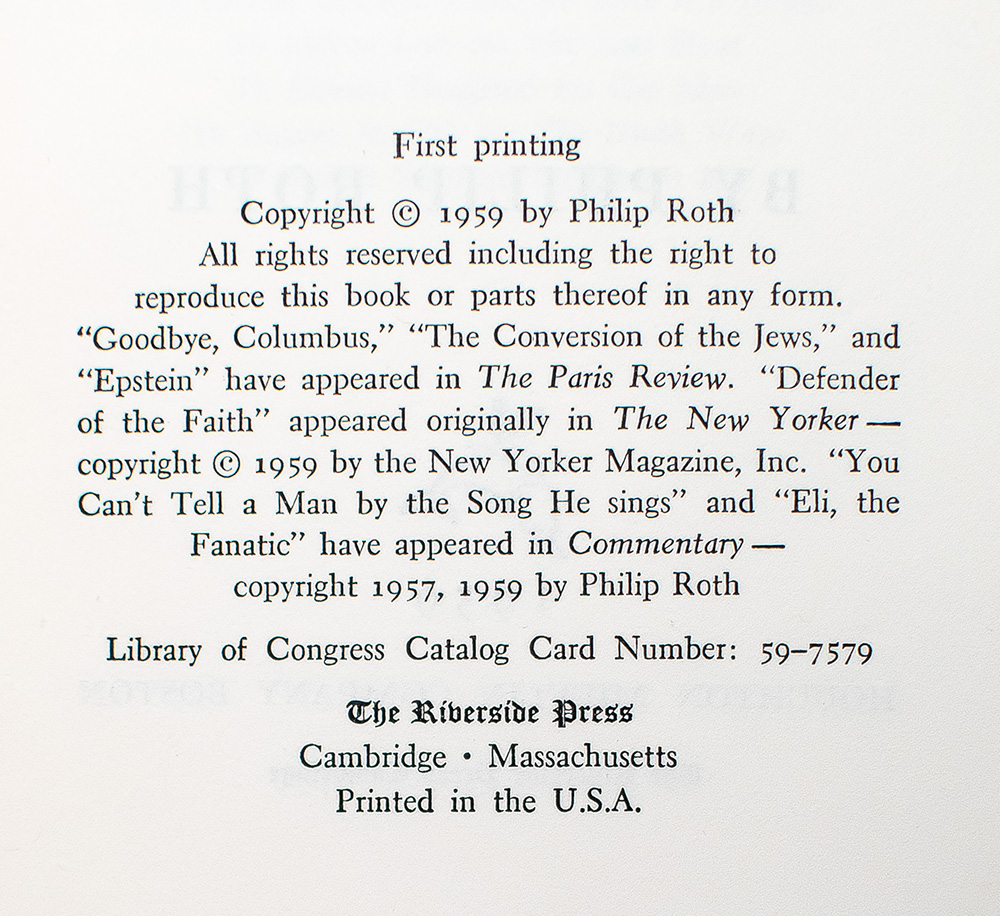 First printing
Copyright © 1959 by Philip Roth
All rights reserved including the right to
reproduce this book or parts thereof in any form.
“Goodbye, Columbus,” “The Conversion of the Jews,” and
“Epstein” have appeared in The Paris Review. “Defender
of the Faith” appeared originally in The New Yorker —
copyright © 1959 by the New Yorker Magazine, Inc. “You
Can't Tell a Man by the Song He sings” and “Eli, the
Fanatic” have appeared in Commentary —
copyright 1957, 1959 by Philip Roth
Library of Congress Catalog Card Number: 59–7579
The Riverside Press
Cambridge • Massachusetts
Printed in the U.S.A.